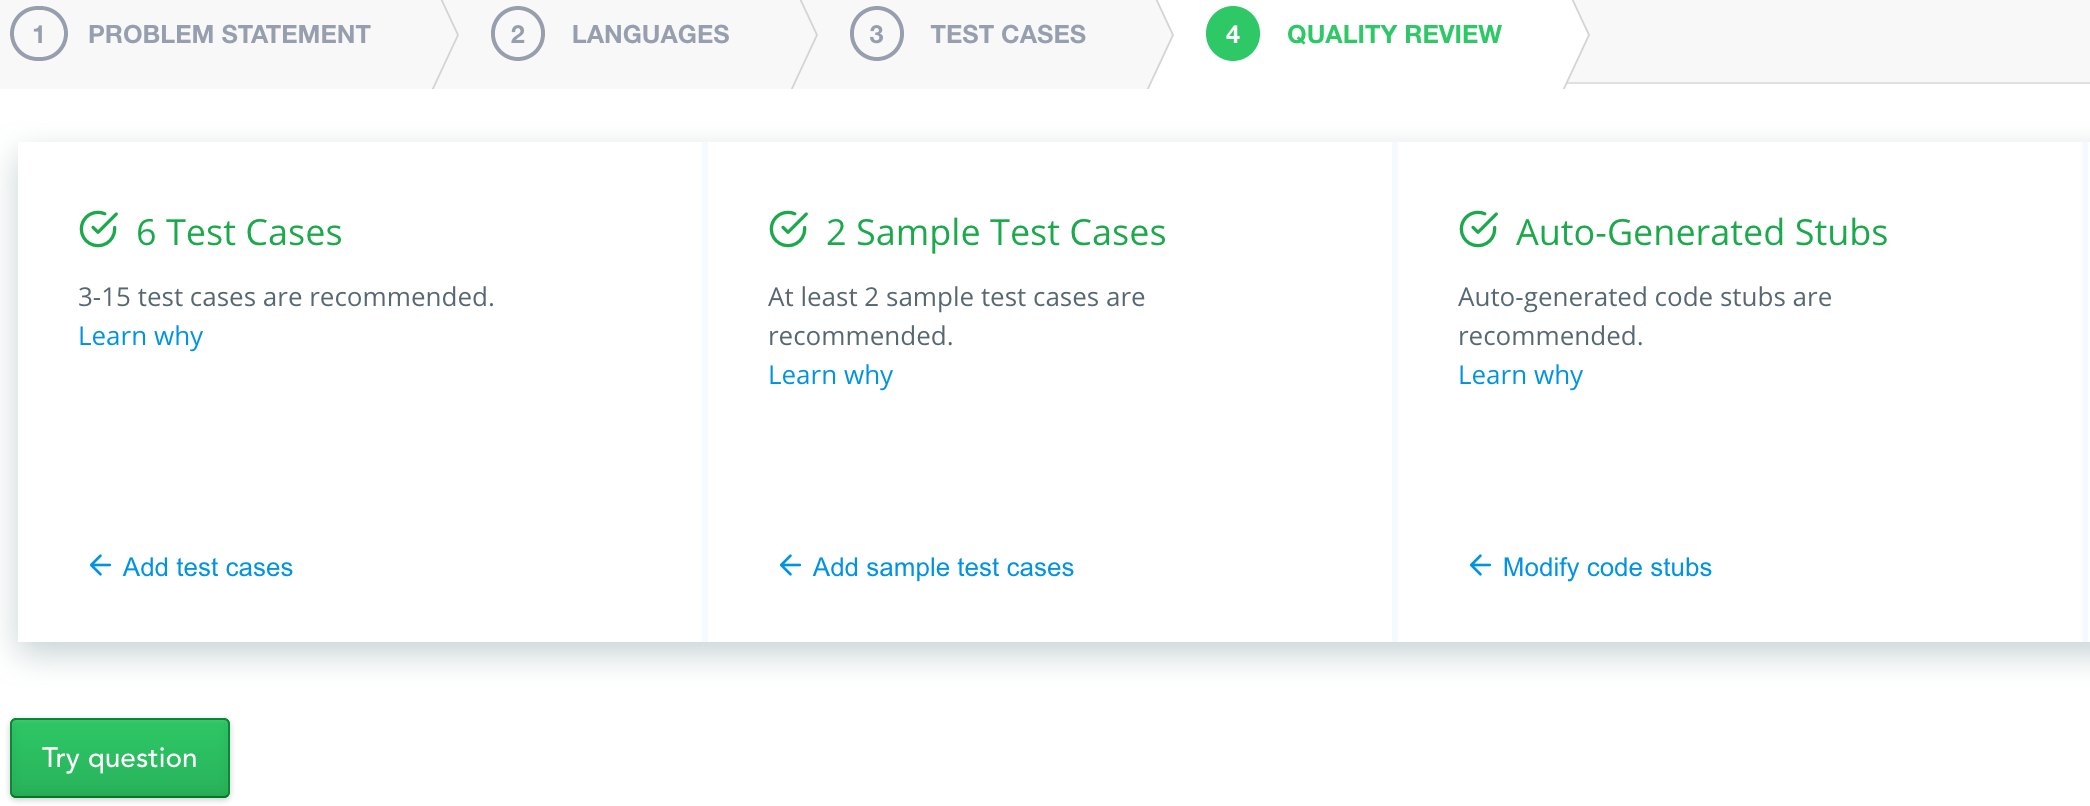 1 PROBLEM STATEMENT 2 LANGUAGES 3 TEST CASES 4 QUALITY REVIEW
6 Test Cases
3-15 test cases are recommended.
Learn why
Add test cases
2 Sample Test Cases
At least 2 sample test cases are
recommended.
Learn why
Add sample test cases
Auto-Generated Stubs
Auto-generated code stubs are
recommended.
Learn why
Modify code stubs
Try question